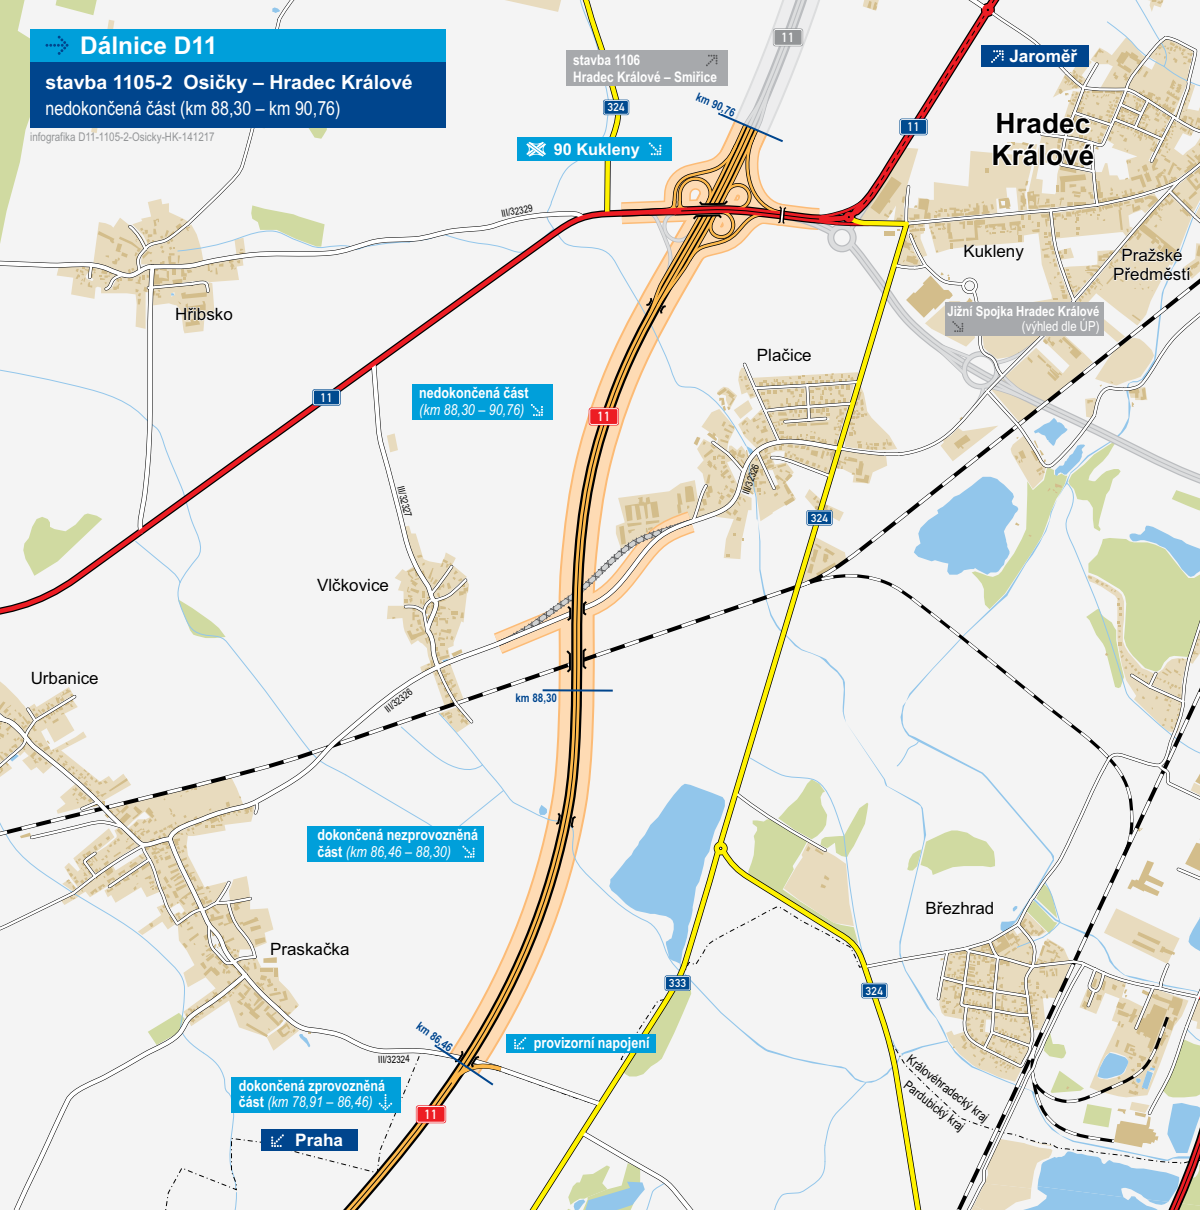 Dálnice D11
stavba 1105-2 Osičky – Hradec Králové
nedokončená část (km 88,30 – km 90,76)
infografika D11-1105-2-Osicky-HK-141217
11
stavba 1106
Hradec Králové – Smiřice
Jaroměř
324
km 90,76
11
Hradec
Králové
90 Kukleny
III/32329
Kukleny
Pražské
Předměstí
Hřibsko
Jižní Spojka Hradec Králové
(výhled dle ÚP)
Plačice
11
nedokončená část
(km 88,30 – 90,76)
11
III/32327
III/32326
324
Vlčkovice
Urbanice
III/32326
km 88,30
dokončená nezprovozněná
část (km 86,46 – 88,30)
Březhrad
Praskačka
333
324
km 86,46
provizorní napojení
III/32324
dokončená zprovozněná
část (km 78,91 – 86,46)
11
Praha
Královéhradecký kraj
Pardubický kraj